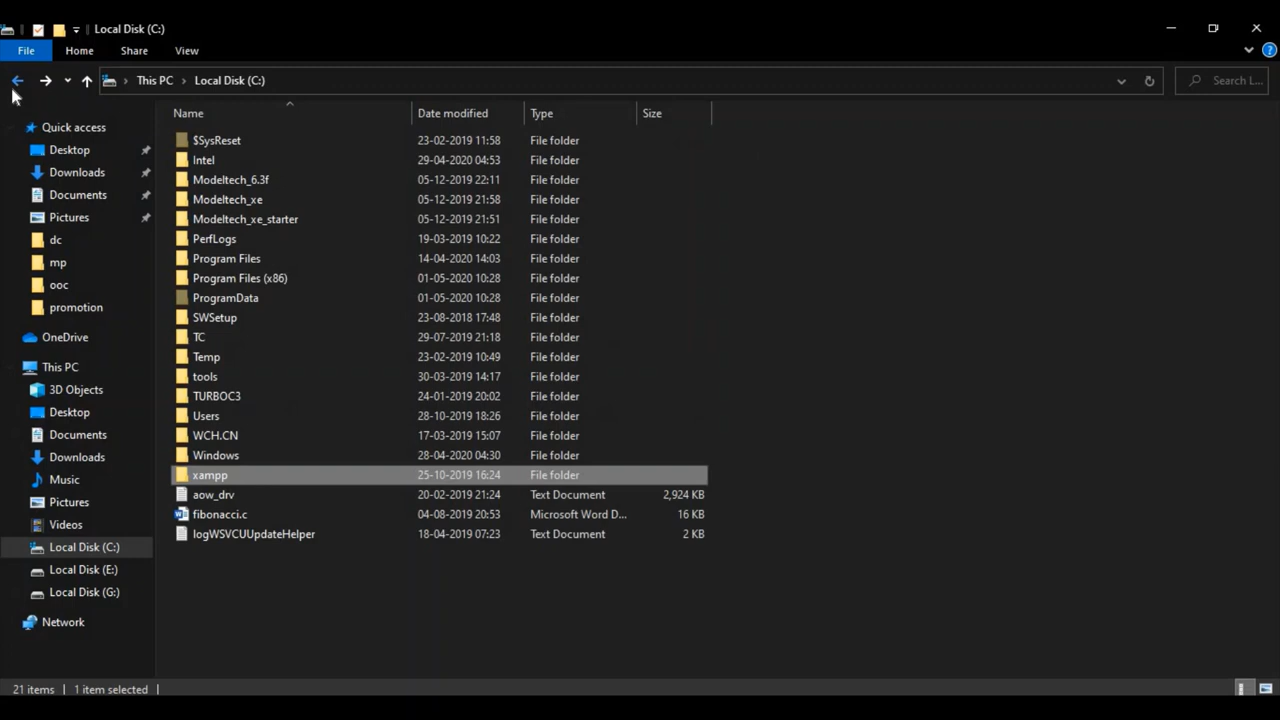 Local Disk (C:)
File Home Share View
This PC Local Disk (C:) Search L...
Name Date modified Type Size
Quick access
Desktop
Downloads
Documents
Pictures
dc
mp
ooc
promotion
OneDrive
This PC
3D Objects
Desktop
Documents
Downloads
Music
Pictures
Videos
Local Disk (C:)
Local Disk (E:)
Local Disk (G:)
Network
$SysReset 23-02-2019 11:58 File folder
Intel 29-04-2020 04:53 File folder
Modeltech_6.3f 05-12-2019 22:11 File folder
Modeltech_xe 05-12-2019 21:58 File folder
Modeltech_xe_starter 05-12-2019 21:51 File folder
PerfLogs 19-03-2019 10:22 File folder
Program Files 14-04-2020 14:03 File folder
Program Files (x86) 01-05-2020 10:28 File folder
ProgramData 01-05-2020 10:28 File folder
SWSetup 23-08-2018 17:48 File folder
TC 29-07-2019 21:18 File folder
Temp 23-02-2019 10:49 File folder
tools 30-03-2019 14:17 File folder
TURBOC3 24-01-2019 20:02 File folder
Users 28-10-2019 18:26 File folder
WCH.CN 17-03-2019 15:07 File folder
Windows 28-04-2020 04:30 File folder
xampp 25-10-2019 16:24 File folder
aow_drv 20-02-2019 21:24 Text Document 2,924 KB
fibonacci.c 04-08-2019 20:53 Microsoft Word D... 16 KB
logWSVCUUpdateHelper 18-04-2019 07:23 Text Document 2 KB
21 items 1 item selected